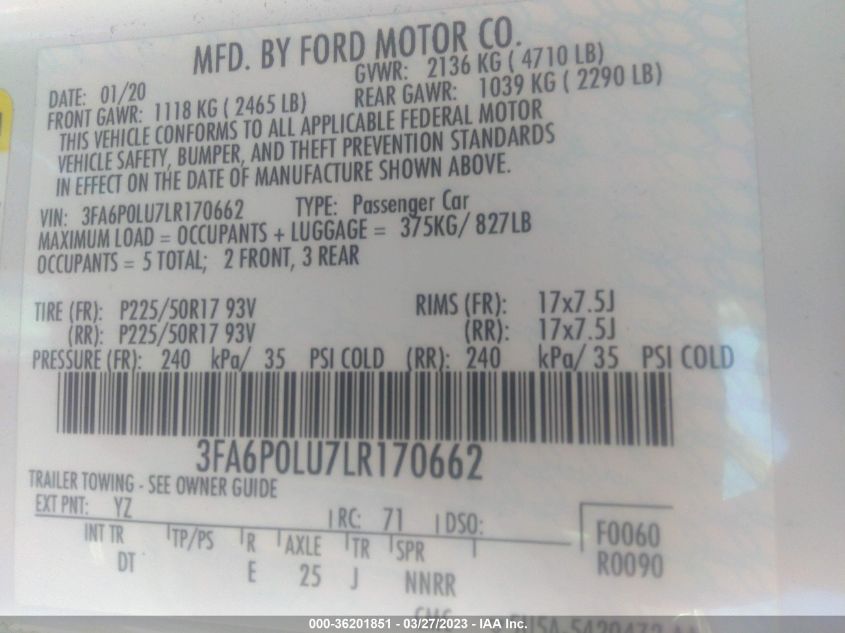 MFD. BY FORD MOTOR CO.
DATE: 01/20 GVWR: 2136 KG ( 4710 LB)
FRONT GAWR: 1118 KG ( 2465 LB) REAR GAWR: 1039 KG ( 2290 LB)
THIS VEHICLE CONFORMS TO ALL APPLICABLE FEDERAL MOTOR
VEHICLE SAFETY, BUMPER, AND THEFT PREVENTION STANDARDS
IN EFFECT ON THE DATE OF MANUFACTURE SHOWN ABOVE.
VIN: 3FA6P0LU7LR170662 TYPE: Passenger Car
MAXIMUM LOAD = OCCUPANTS + LUGGAGE = 375KG/ 827LB
OCCUPANTS = 5 TOTAL; 2 FRONT, 3 REAR
TIRE (FR): P225/50R17 93V RIMS (FR): 17x7.5J
(RR): P225/50R17 93V (RR): 17x7.5J
PRESSURE (FR): 240 kPa/ 35 PSI COLD (RR): 240 kPa/ 35 PSI COLD
3FA6P0LU7LR170662
TRAILER TOWING - SEE OWNER GUIDE
EXT PNT: YZ RC: 71 DSO:
INT TR TP/PS R AXLE TR SPR F0060
DT E 25 J NNRR R0090
000-36201851 - 03/27/2023 - IAA Inc.